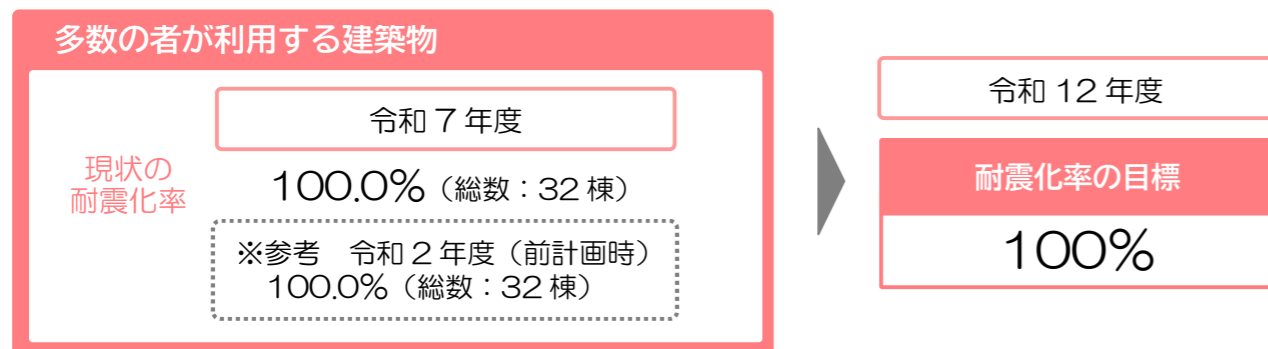 多数の者が利用する建築物
現状の
耐震化率
令和７年度
100.0%（総数：32棟）
※参考　令和２年度（前計画時）
100.0%（総数：32棟）
令和 12 年度
耐震化率の目標
100%